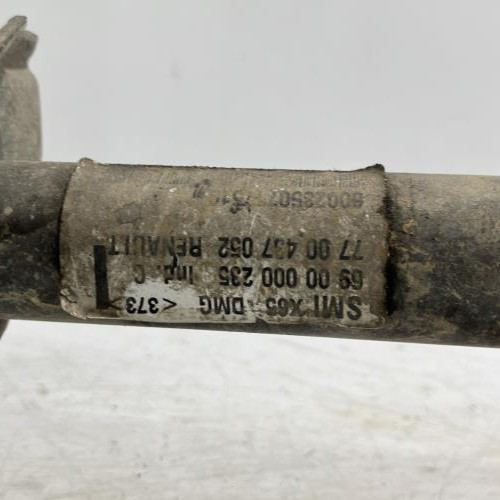 SMI X65 DMG <373>
69 00 000 235 Ind. C
77 00 437 052 RENAULT